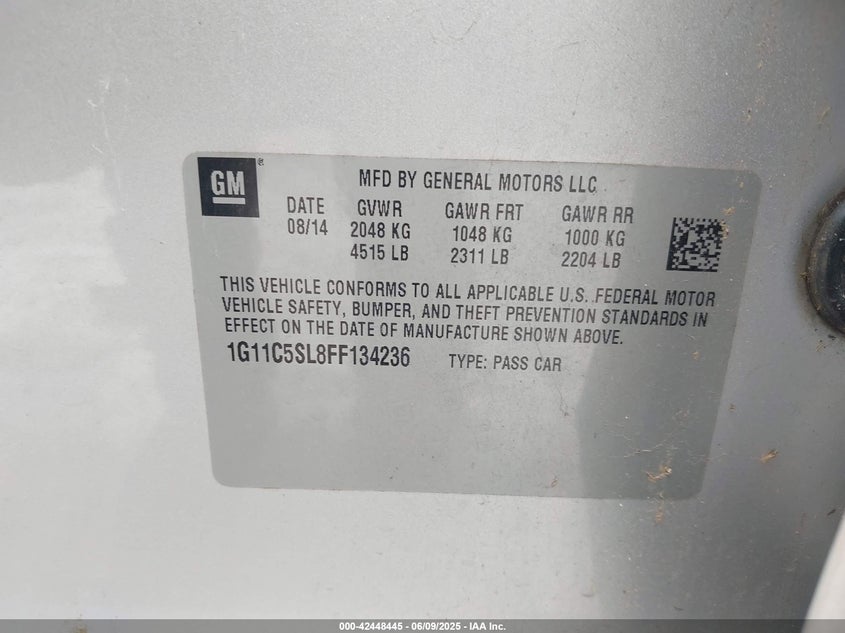 GM
MFD BY GENERAL MOTORS LLC
DATE GVWR GAWR FRT GAWR RR
08/14 2048 KG 1048 KG 1000 KG
4515 LB 2311 LB 2204 LB
THIS VEHICLE CONFORMS TO ALL APPLICABLE U.S. FEDERAL MOTOR
VEHICLE SAFETY, BUMPER, AND THEFT PREVENTION STANDARDS IN
EFFECT ON THE DATE OF MANUFACTURE SHOWN ABOVE.
1G11C5SL8FF134236 TYPE: PASS CAR
000-42448445 - 06/09/2025 - IAA Inc.